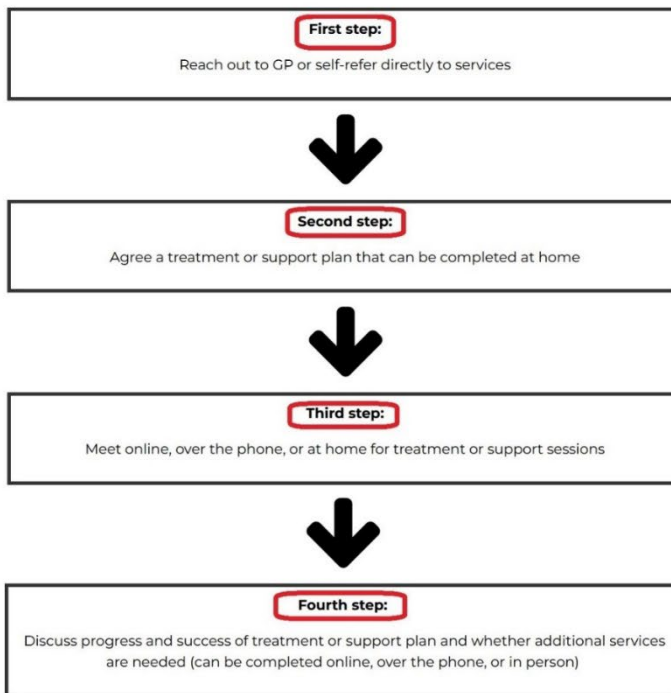 First step:
Reach out to GP or self-refer directly to services
Second step:
Agree a treatment or support plan that can be completed at home
Third step:
Meet online, over the phone, or at home for treatment or support sessions
Fourth step:
Discuss progress and success of treatment or support plan and whether additional services
are needed (can be completed online, over the phone, or in person)